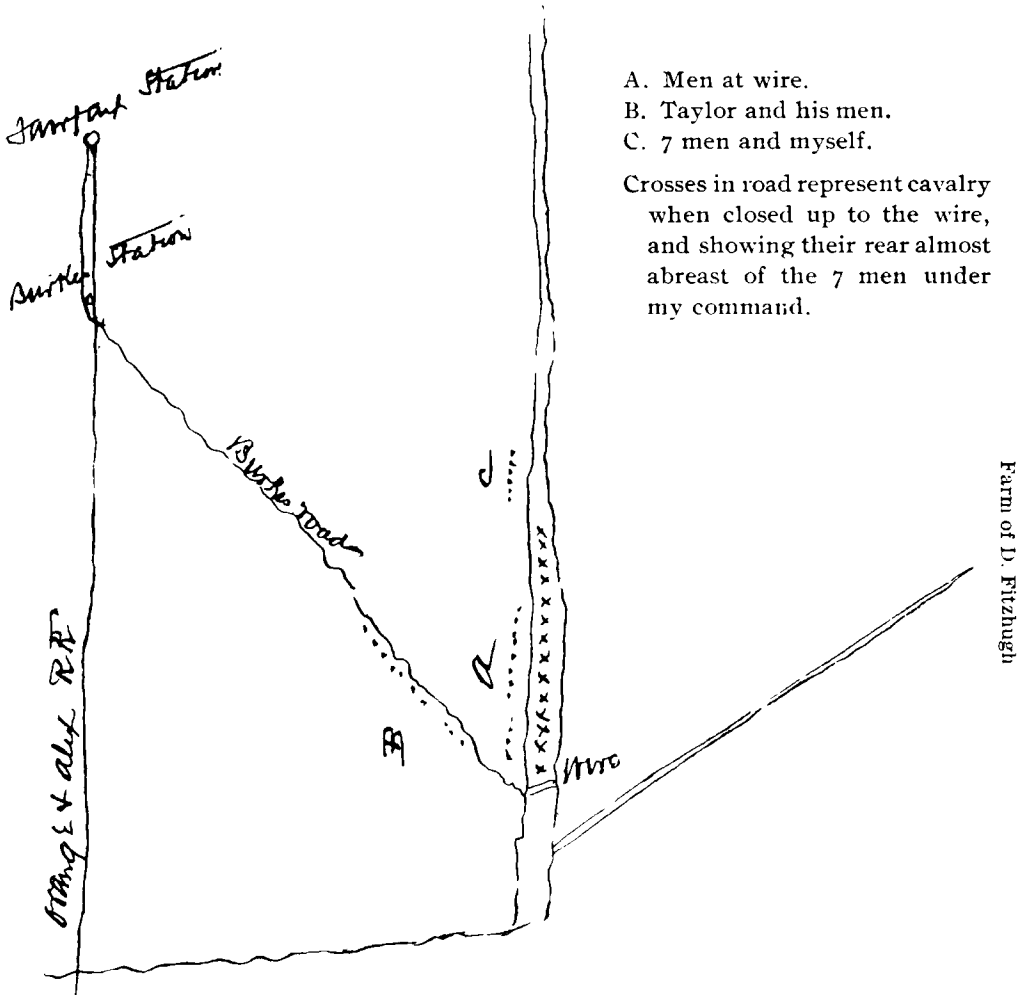 Fairfax Station
A. Men at wire.
B. Taylor and his men.
C. 7 men and myself.
Crosses in road represent cavalry
when closed up to the wire,
and showing their rear almost
abreast of the 7 men under
my command.
Burke Station
Burkes road
C
a
B
Wire
Orange & Alex RR
Farm of D. Fitzhugh